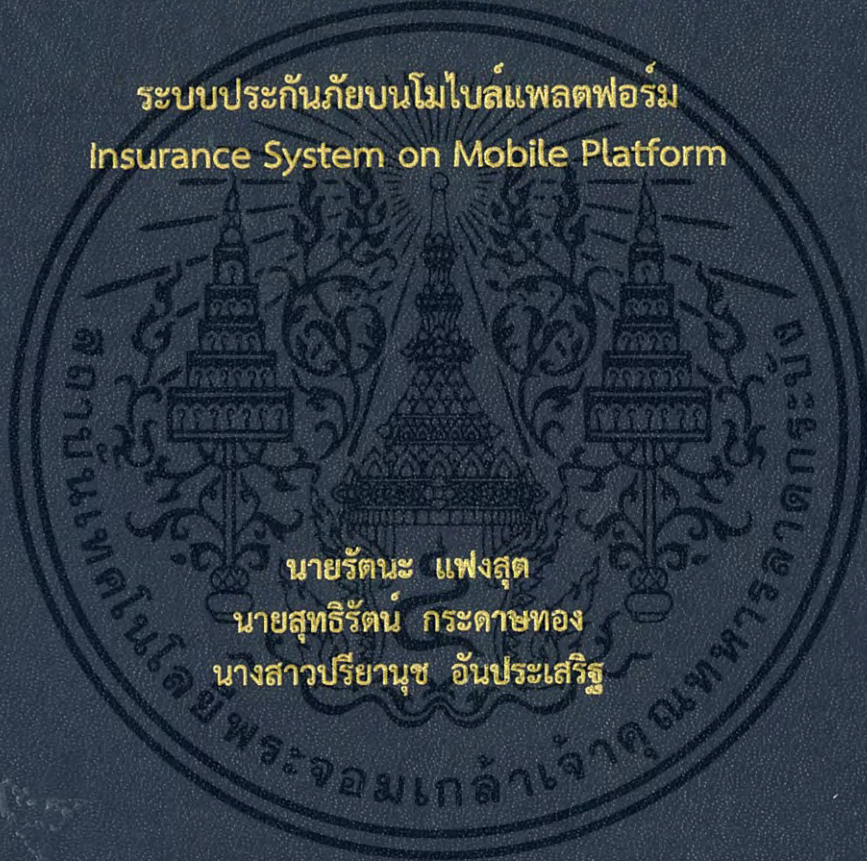 ระบบประกันภัยบนโมไบล์แพลตฟอร์ม
Insurance System on Mobile Platform
นายรัตนะ แฟงสุด
นายสุทธิรัตน์ กระดาษทอง
นางสาวปรียานุช อันประเสริฐ
สถาบันเทคโนโลยีพระจอมเกล้าเจ้าคุณทหารลาดกระบัง